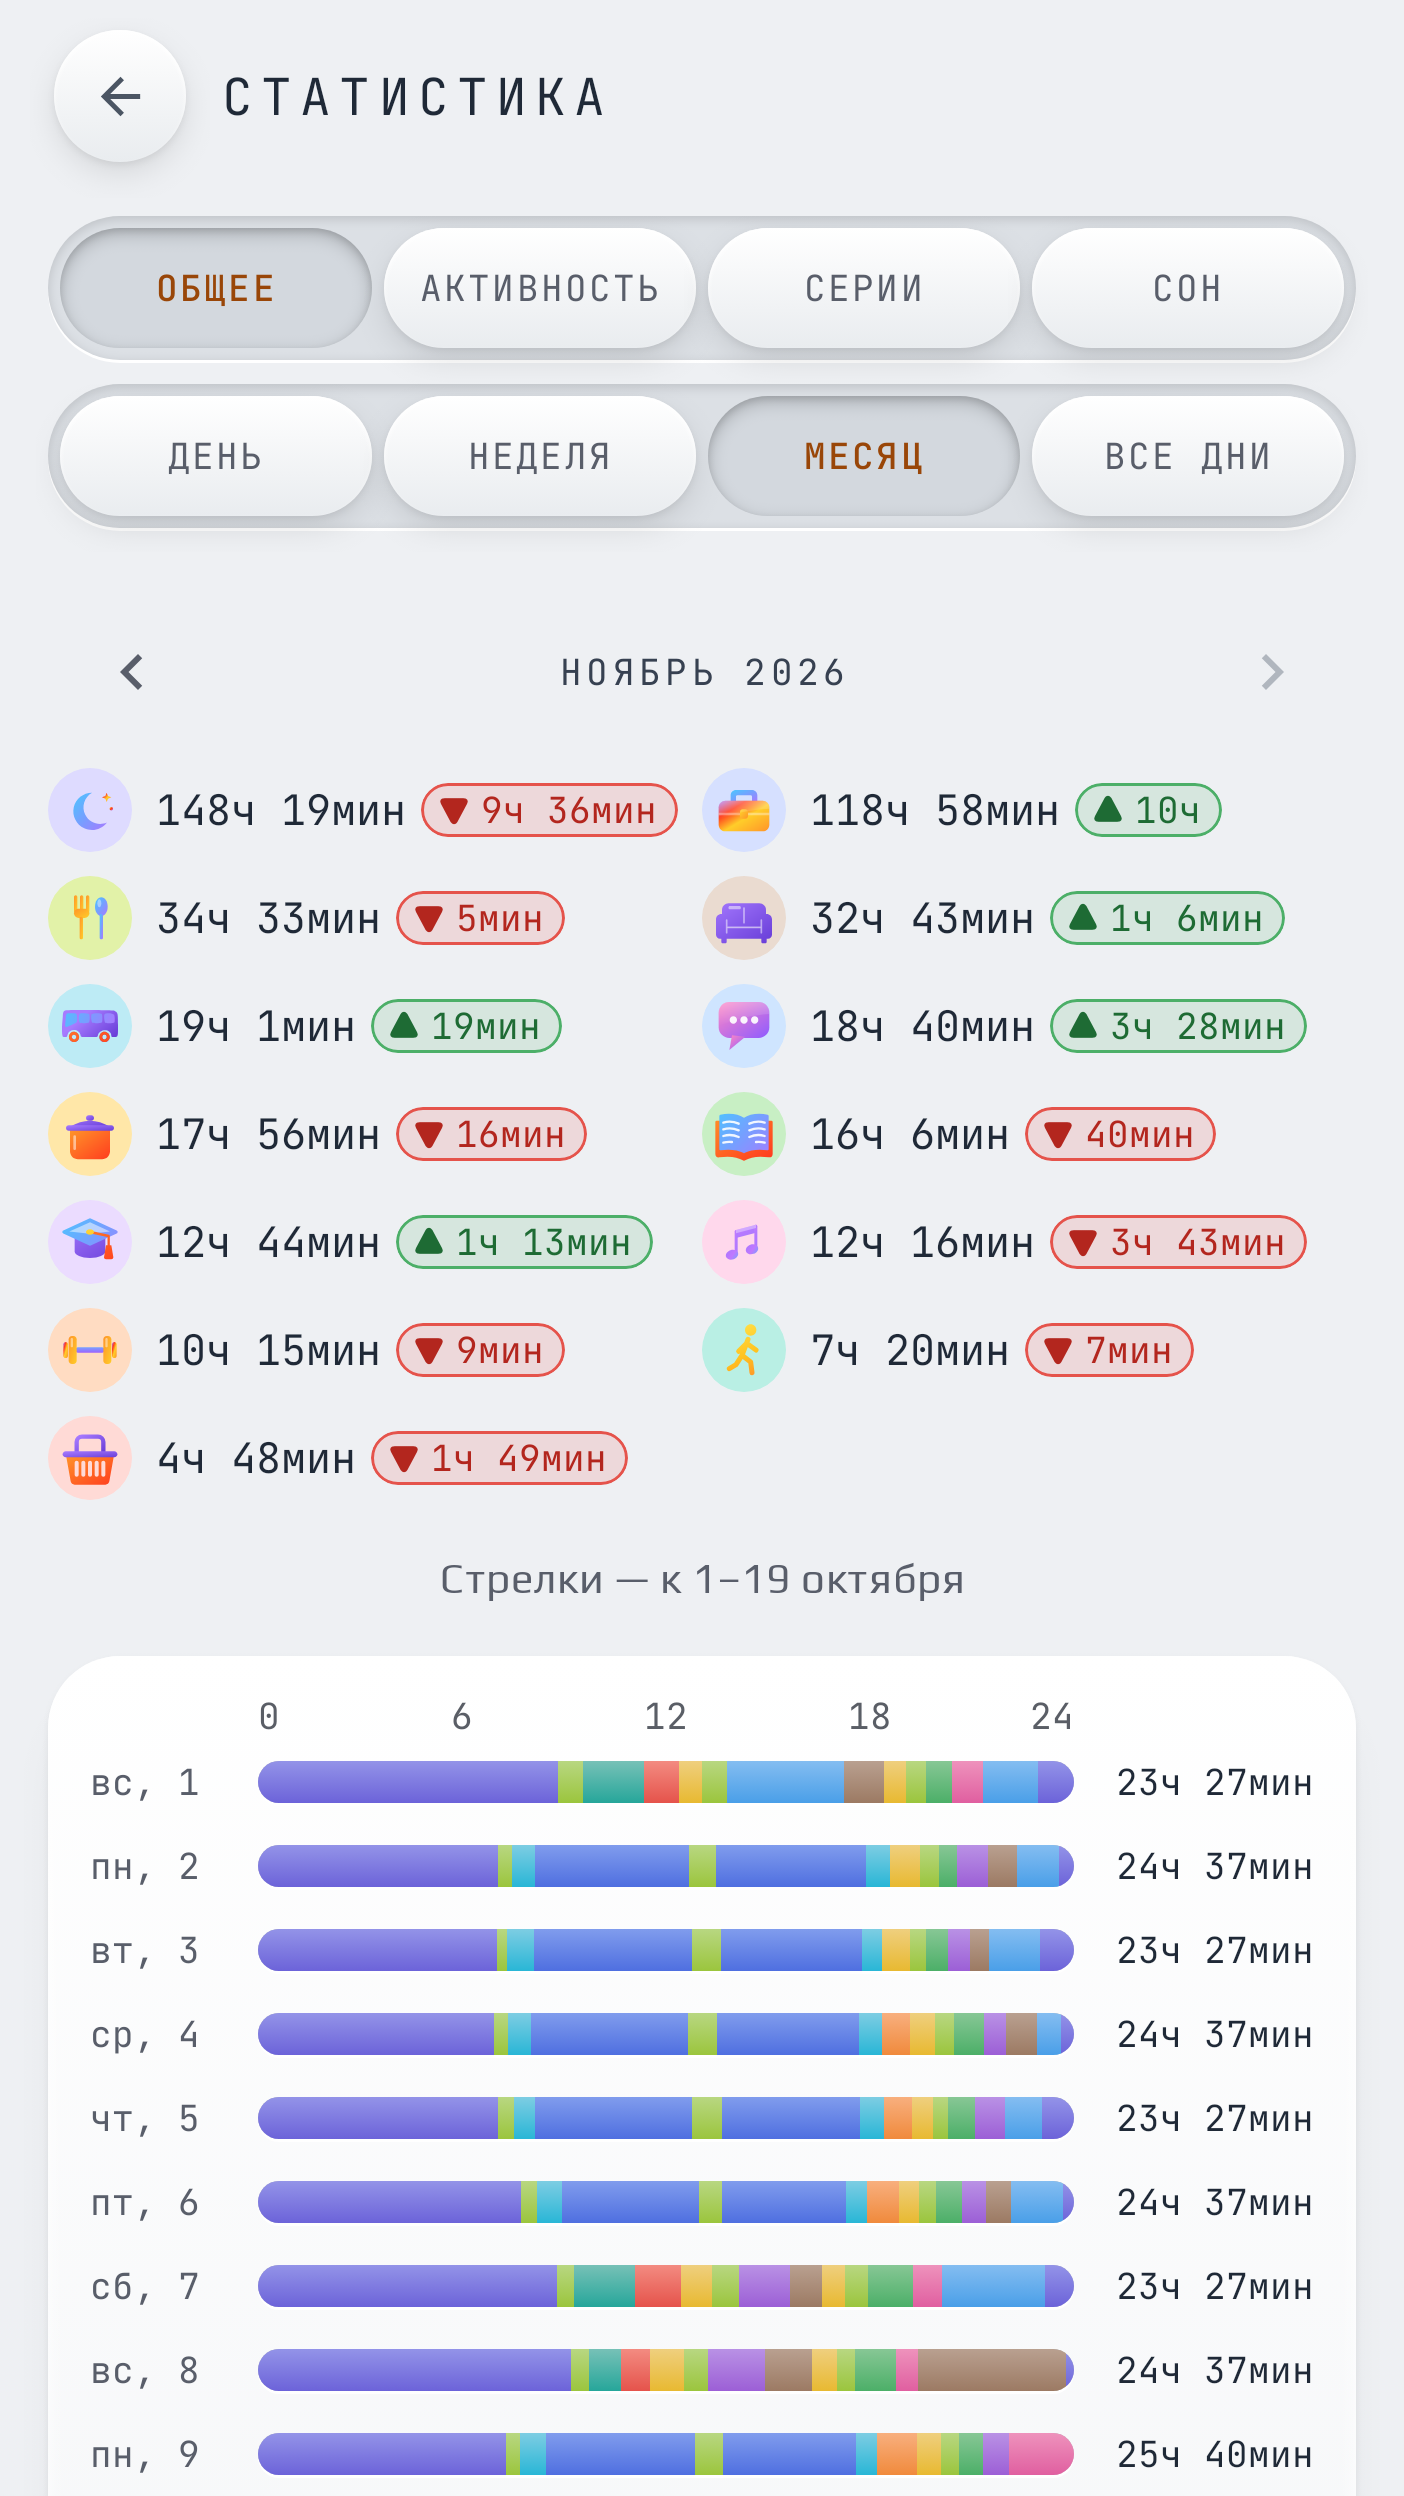 СТАТИСТИКА
ОБЩЕЕ АКТИВНОСТЬ СЕРИИ СОН
ДЕНЬ НЕДЕЛЯ МЕСЯЦ ВСЕ ДНИ
НОЯБРЬ 2026
148ч 19мин 9ч 36мин 118ч 58мин 10ч
34ч 33мин 5мин 32ч 43мин 1ч 6мин
19ч 1мин 19мин 18ч 40мин 3ч 28мин
17ч 56мин 16мин 16ч 6мин 40мин
12ч 44мин 1ч 13мин 12ч 16мин 3ч 43мин
10ч 15мин 9мин 7ч 20мин 7мин
4ч 48мин 1ч 49мин
Стрелки — к 1–19 октября
0 6 12 18 24
вс, 1 23ч 27мин
пн, 2 24ч 37мин
вт, 3 23ч 27мин
ср, 4 24ч 37мин
чт, 5 23ч 27мин
пт, 6 24ч 37мин
сб, 7 23ч 27мин
вс, 8 24ч 37мин
пн, 9 25ч 40мин